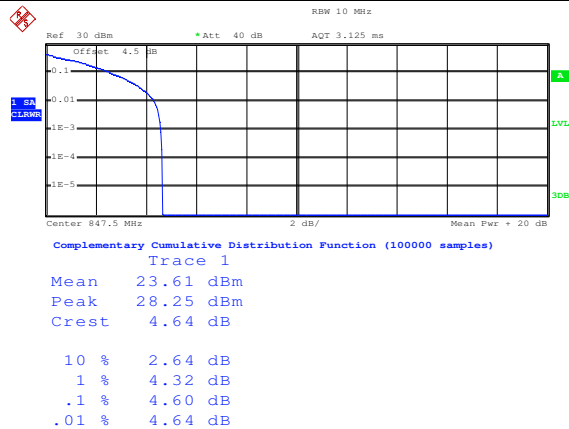 RBW 10 MHz
Ref 30 dBm *Att 40 dB AQT 3.125 ms
Offset 4.5 dB
0.1
A
0.01
1 SA
CLRWR
1E-3
LVL
1E-4
1E-5
3DB
Center 847.5 MHz 2 dB/ Mean Pwr + 20 dB
Complementary Cumulative Distribution Function (100000 samples)
Trace 1
Mean 23.61 dBm
Peak 28.25 dBm
Crest 4.64 dB
10 % 2.64 dB
1 % 4.32 dB
.1 % 4.60 dB
.01 % 4.64 dB